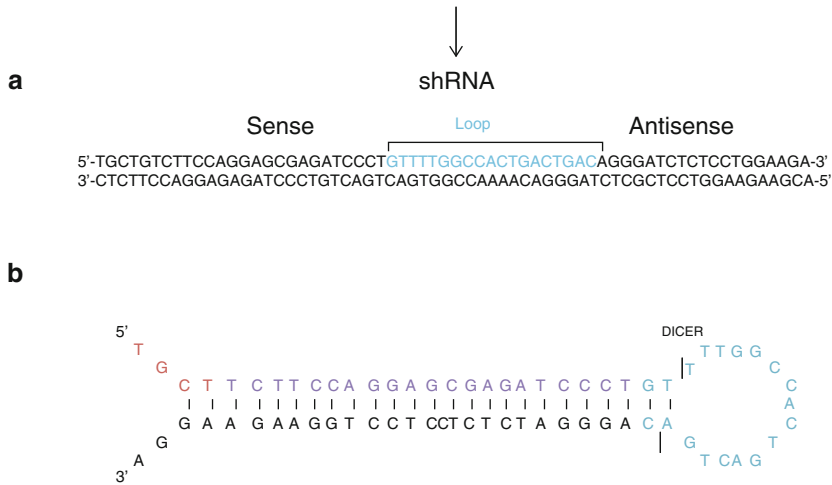 a
shRNA
Sense Loop Antisense
5’-TGCTGTCTTCCAGGAGCGAGATCCCTGTTTTGGCCACTGACTGACAGGGATCTCTCCTGGAAGA-3’
3’-CTCTTCCAGGAGAGATCCCTGTCAGTCAGTGGCCAAAACAGGGATCTCGCTCCTGGAAGAAGCA-5’
b
5’ DICER
T T T G G
G T C
C T T C T T C C A G G A G C G A G A T C C C T G T C
A
G A A G A A G G T C C T C C T C T C T A G G G A C A C
G G T
A T C A G
3’